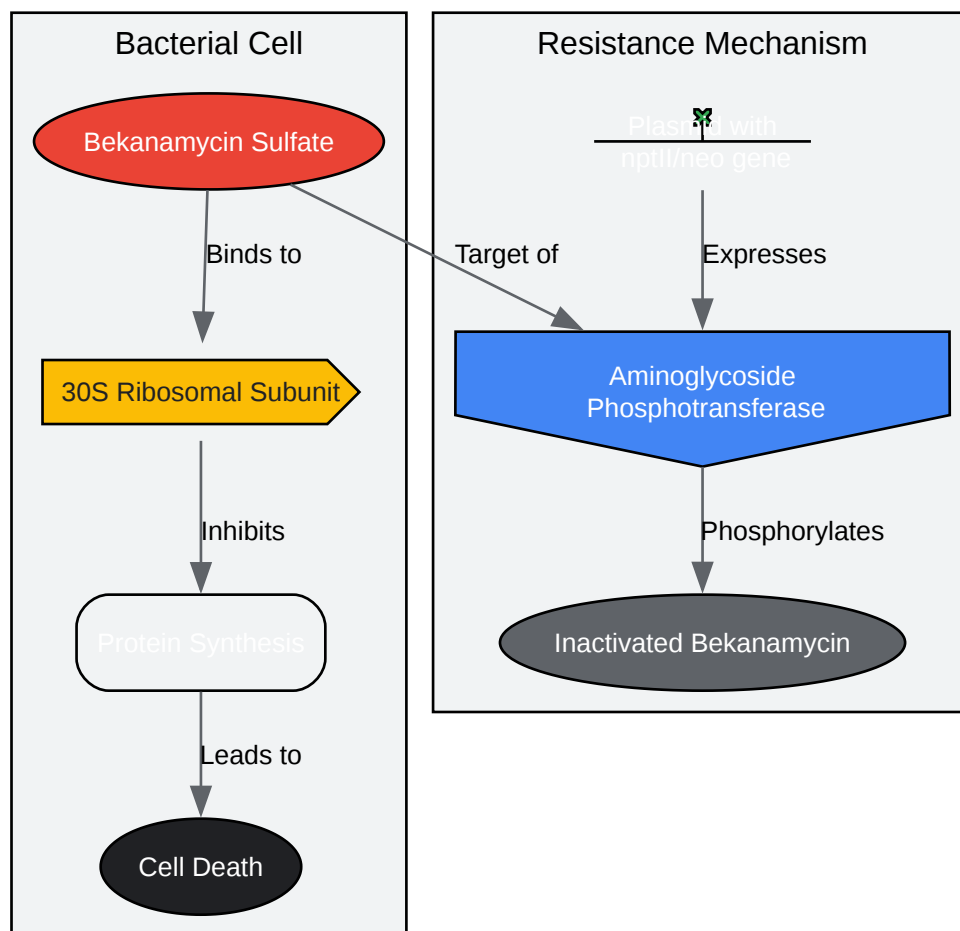 Bacterial Cell
Bekanamycin Sulfate
Binds to
30S Ribosomal Subunit
Inhibits
Protein Synthesis
Leads to
Cell Death
Resistance Mechanism
Plasmid with
nptII/neo gene
Target of
Expresses
Aminoglycoside
Phosphotransferase
Phosphorylates
Inactivated Bekanamycin